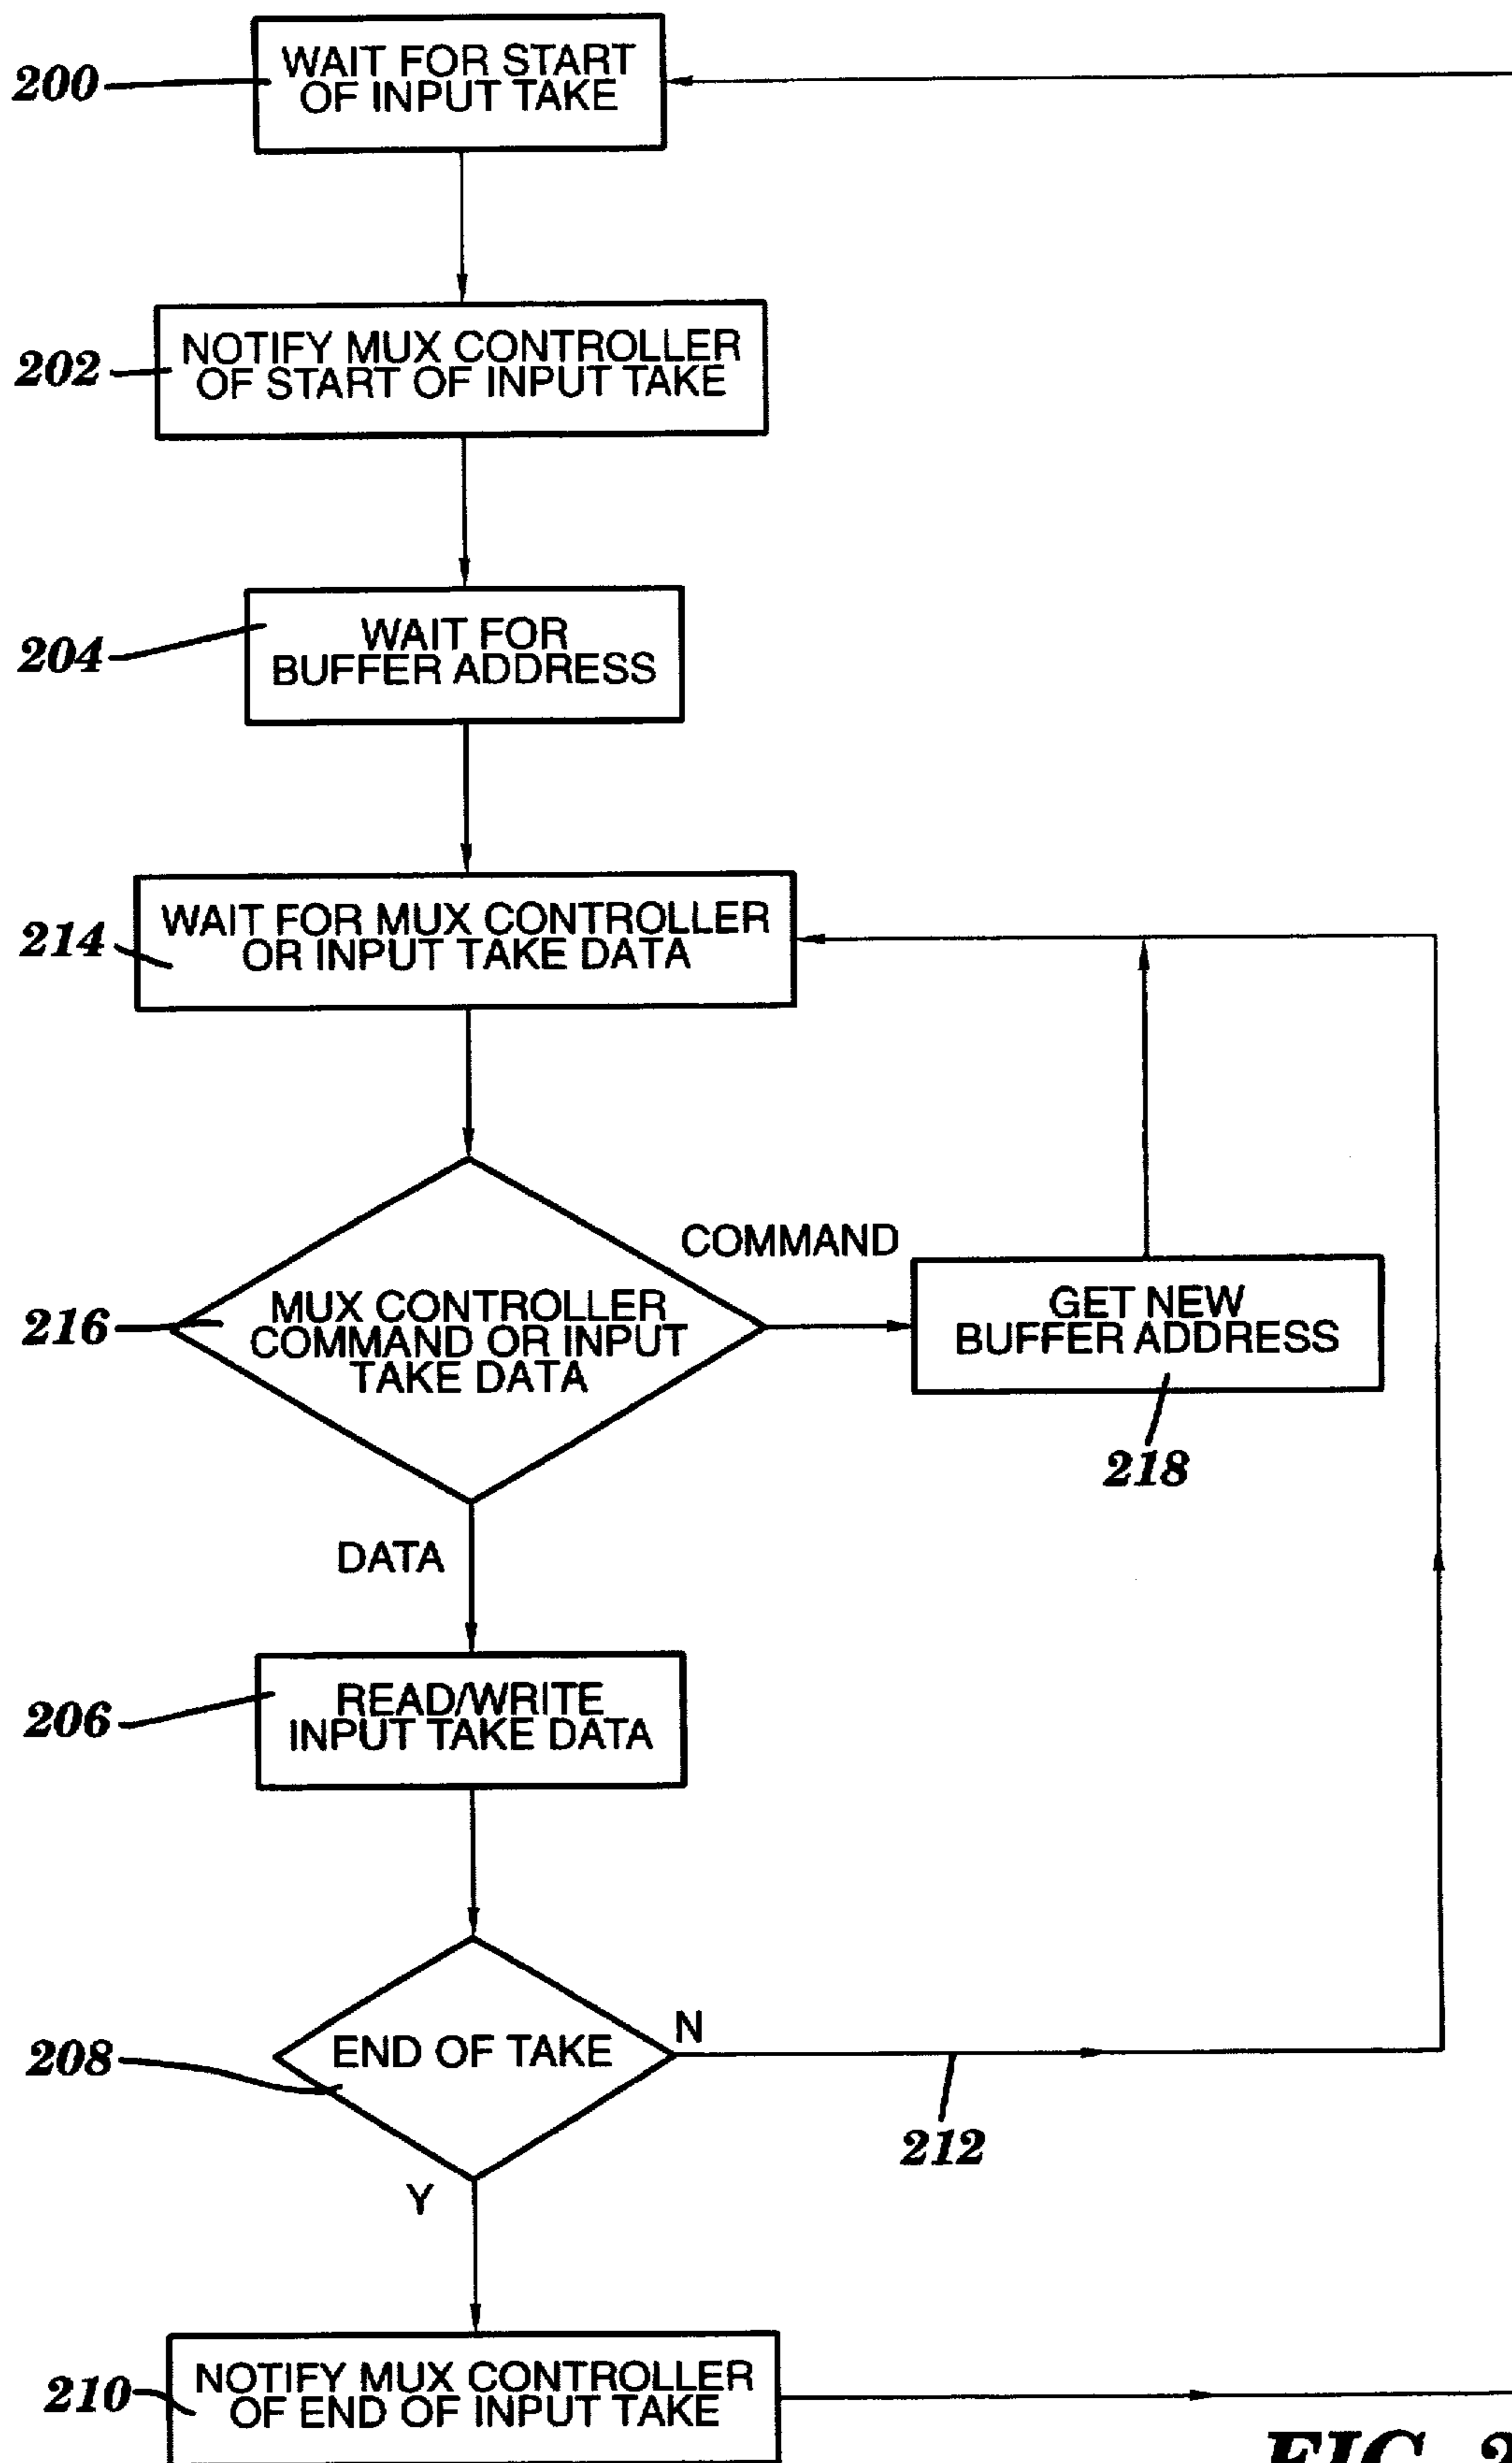 200
WAIT FOR START
OF INPUT TAKE
202
NOTIFY MUX CONTROLLER
OF START OF INPUT TAKE
204
WAIT FOR
BUFFER ADDRESS
214
WAIT FOR MUX CONTROLLER
OR INPUT TAKE DATA
COMMAND
216
MUX CONTROLLER
COMMAND OR INPUT
TAKE DATA
GET NEW
BUFFER ADDRESS
218
DATA
206
READ/WRITE
INPUT TAKE DATA
208
END OF TAKE
N
212
Y
210
NOTIFY MUX CONTROLLER
OF END OF INPUT TAKE
FIG. 2